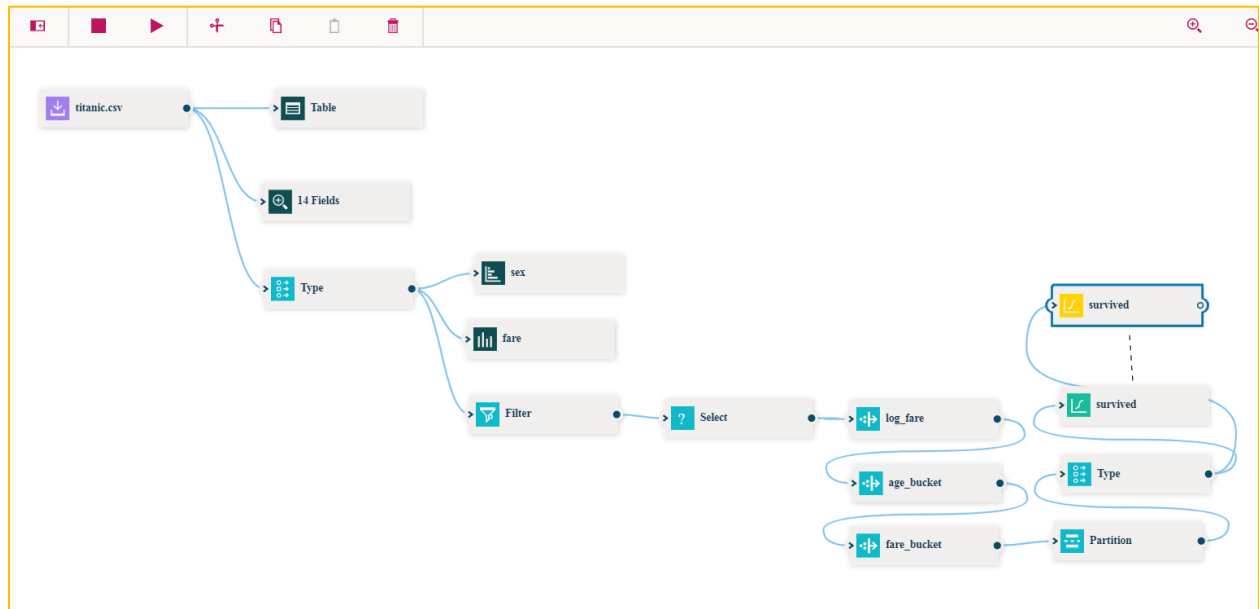 titanic.csv
Table
14 Fields
Type
sex
fare
Filter
Select
log_fare
age_bucket
fare_bucket
Partition
Type
survived
survived